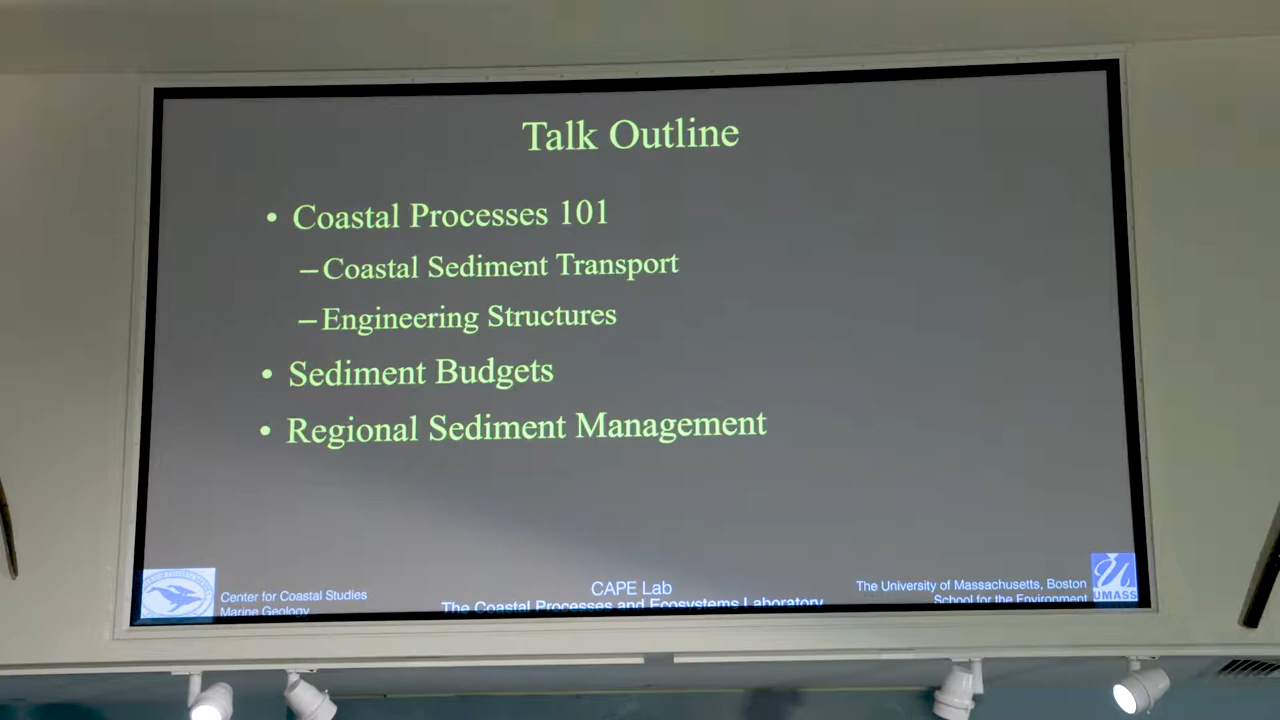 Talk Outline
• Coastal Processes 101
– Coastal Sediment Transport
– Engineering Structures
• Sediment Budgets
• Regional Sediment Management
Center for Coastal Studies
Marine Geology
CAPE Lab
The Coastal Processes and Ecosystems Laboratory
The University of Massachusetts, Boston
School for the Environment
UMASS